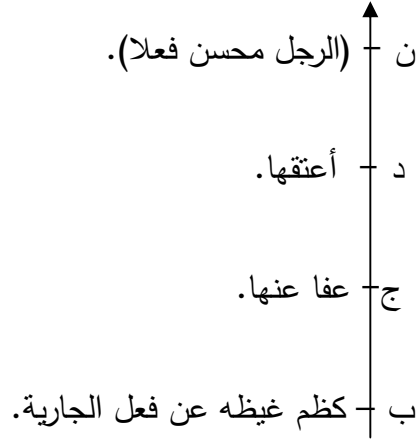 ن (الرجل محسن فعلا).
د أعتقها.
ج عفا عنها.
ب كظم غيظه عن فعل الجارية.